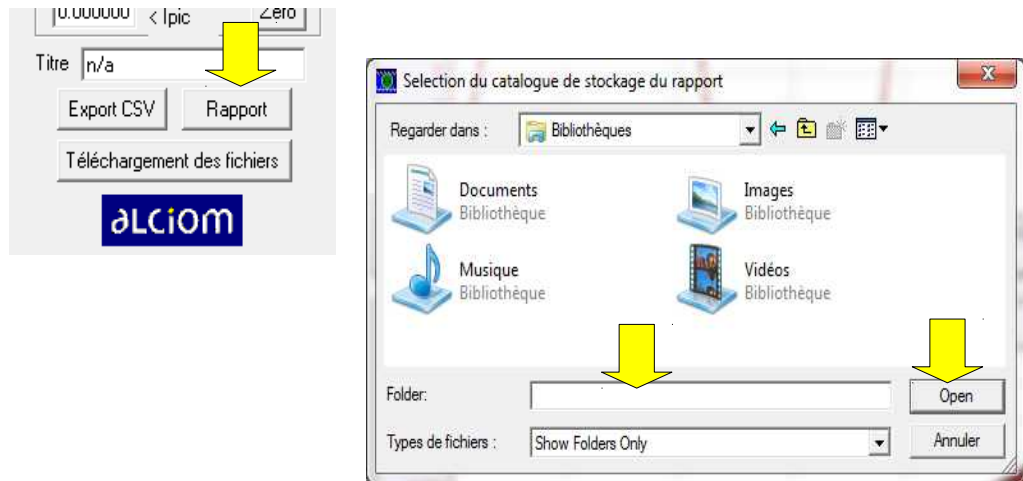 0.000000 < Ipic Zero
Titre n/a
Export CSV Rapport
Téléchargement des fichiers
ALCIOM
Selection du catalogue de stockage du rapport
Regarder dans : Bibliothèques
Documents
Bibliothèque
Images
Bibliothèque
Musique
Bibliothèque
Vidéos
Bibliothèque
Folder: Open
Types de fichiers : Show Folders Only Annuler